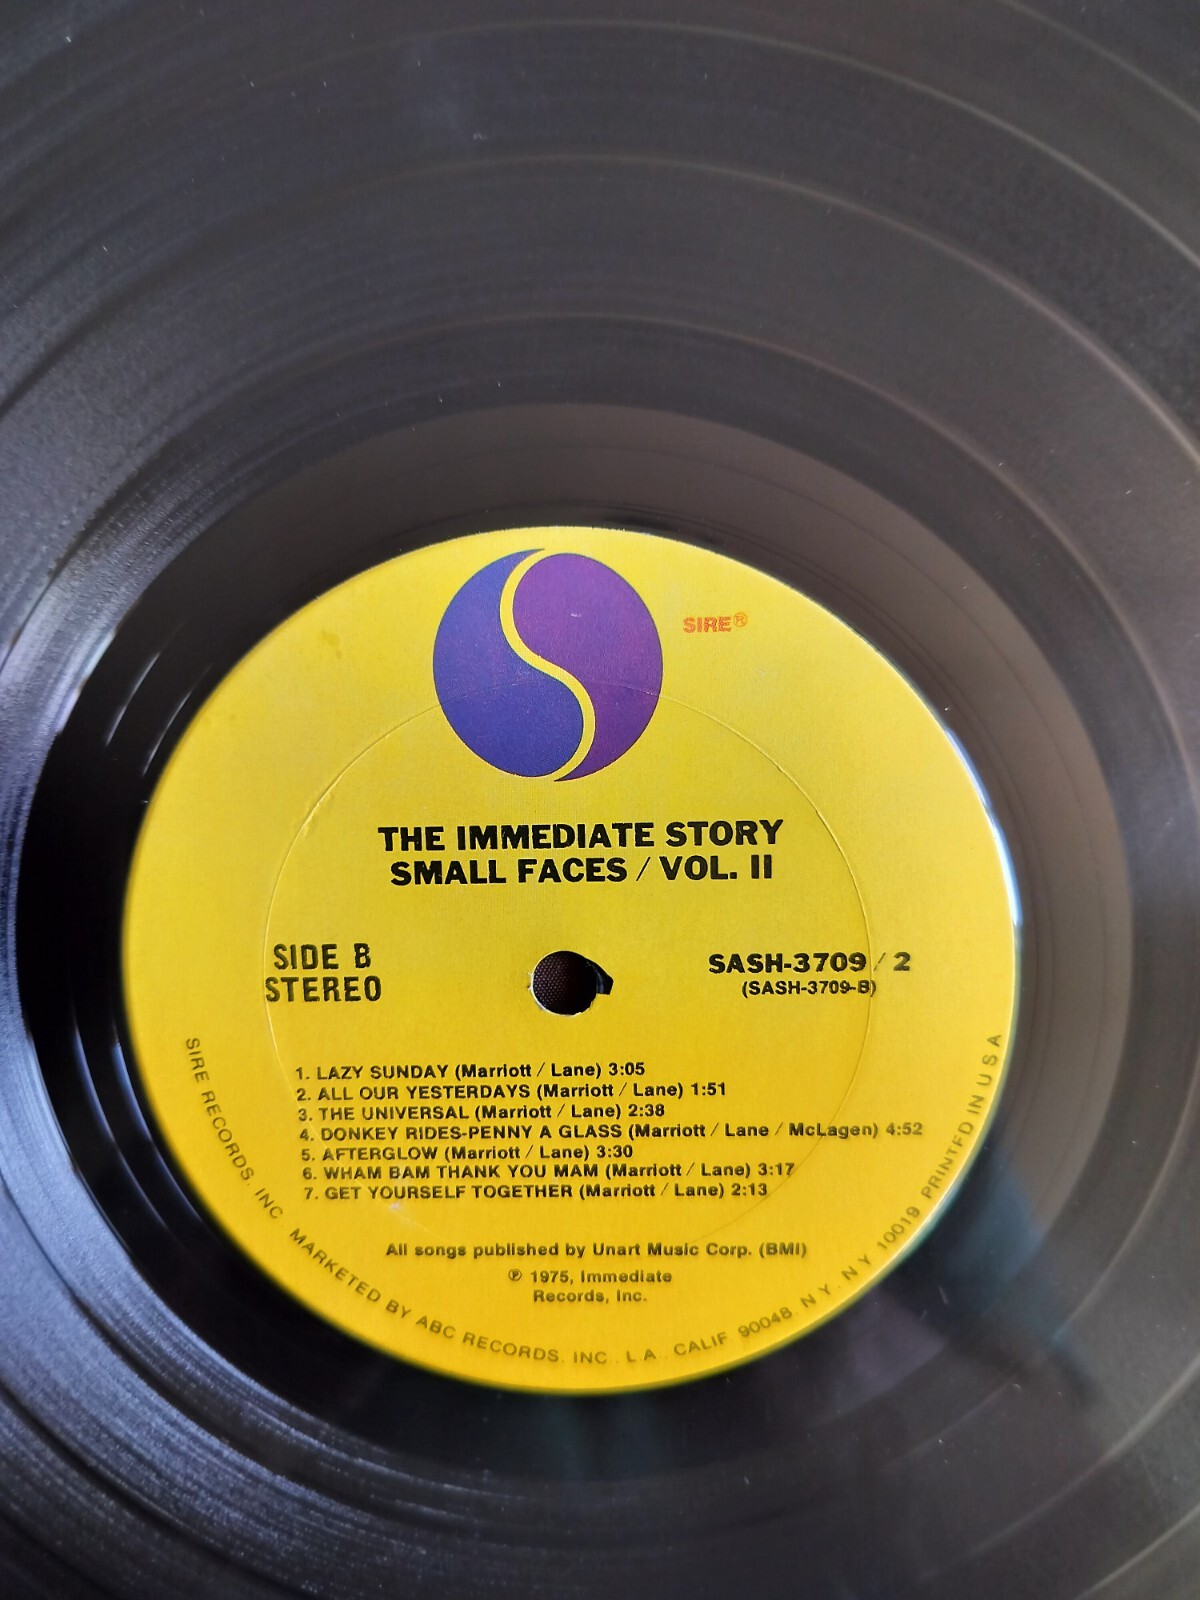 SIRE®
THE IMMEDIATE STORY
SMALL FACES / VOL. II
SIDE B
STEREO
SASH-3709 / 2
(SASH-3709-B)
1. LAZY SUNDAY (Marriott / Lane) 3:05
2. ALL OUR YESTERDAYS (Marriott / Lane) 1:51
3. THE UNIVERSAL (Marriott / Lane) 2:38
4. DONKEY RIDES-PENNY A GLASS (Marriott / Lane / McLagen) 4:52
5. AFTERGLOW (Marriott / Lane) 3:30
6. WHAM BAM THANK YOU MAM (Marriott / Lane) 3:17
7. GET YOURSELF TOGETHER (Marriott / Lane) 2:13
All songs published by Unart Music Corp. (BMI)
℗ 1975, Immediate
Records, Inc.
SIRE RECORDS, INC. MARKETED BY ABC RECORDS, INC. L.A. CALIF 90048 N.Y. N Y 10019 PRINTED IN U S A